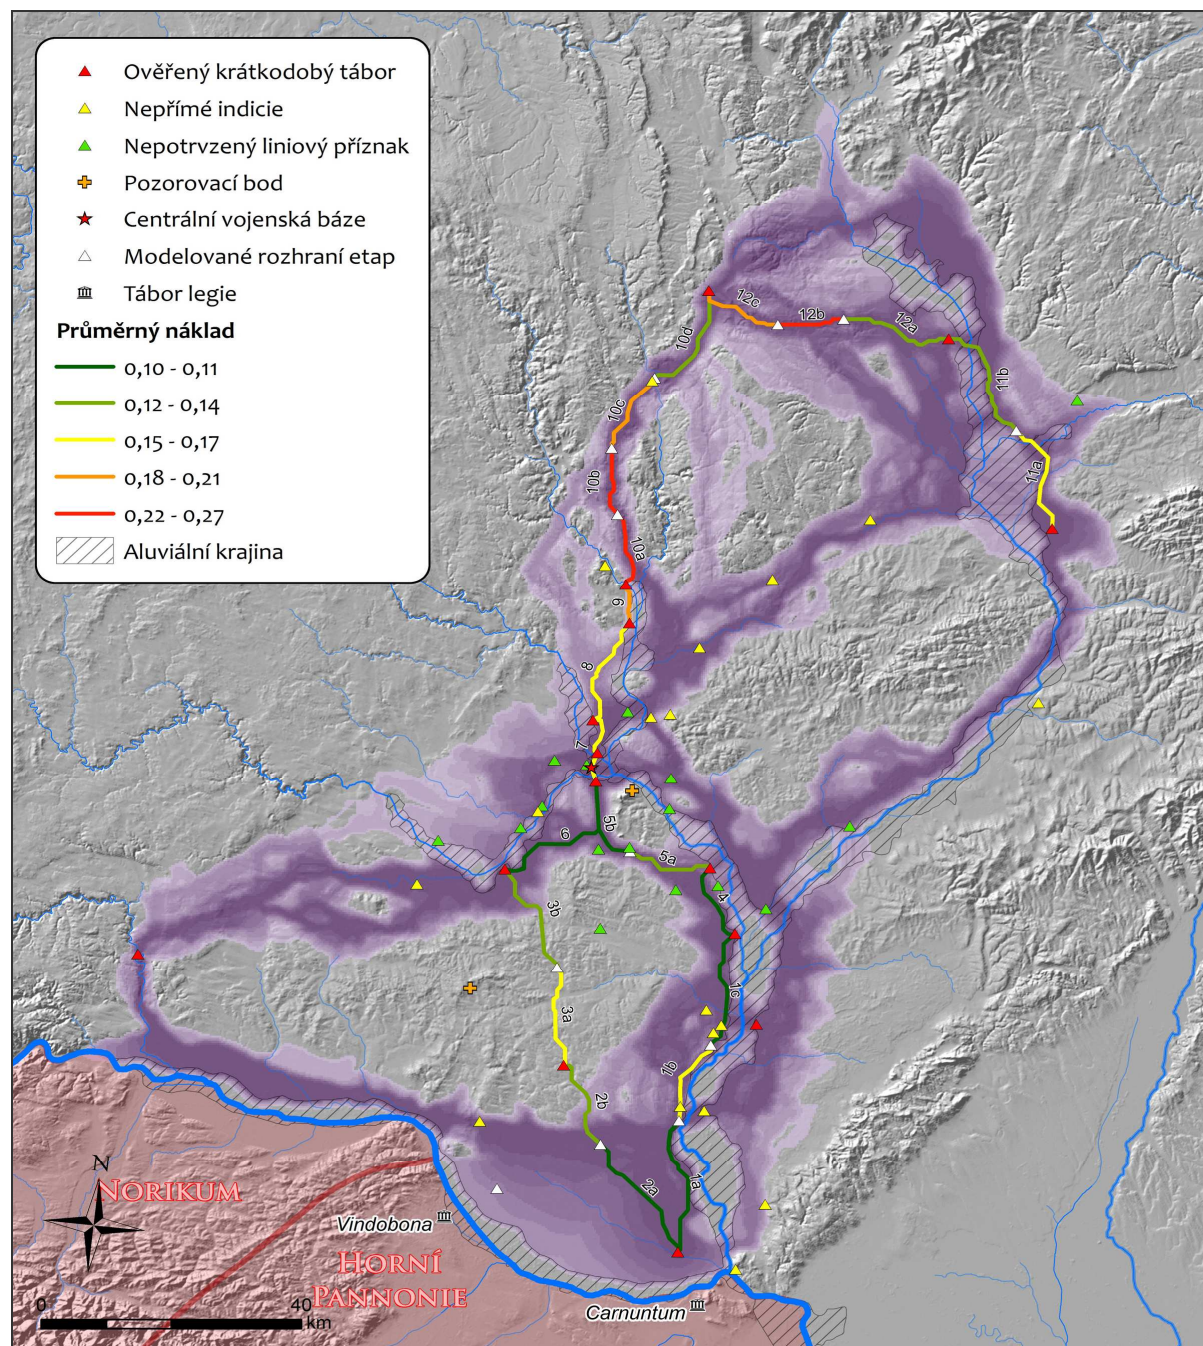 Ověřený krátkodobý tábor
Nepřímé indicie
Nepotrvzený liniový příznak
Pozorovací bod
Centrální vojenská báze
Modelované rozhraní etap
Tábor legie
Průměrný náklad
0,10 - 0,11
0,12 - 0,14
0,15 - 0,17
0,18 - 0,21
0,22 - 0,27
Aluviální krajina
12c
12b
12a
10d
11b
10c
11a
10b
10a
9
8
7
5b
6
5a
4
3b
1c
3a
1b
2b
2a
1a
N
NORIKUM
Vindobona
HORNÍ
PANNONIE
Carnuntum
0
40
km